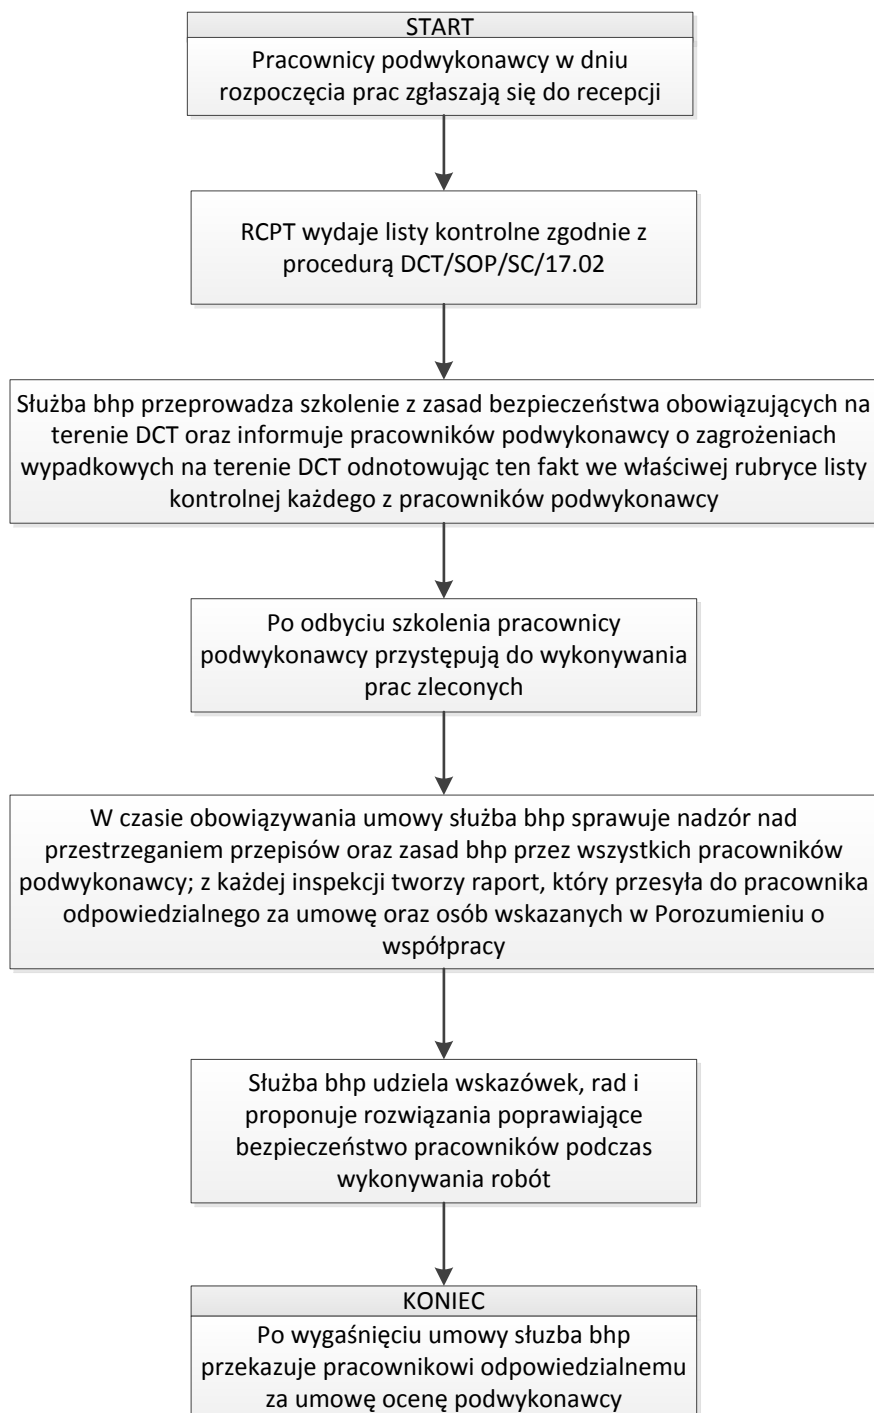 START
Pracownicy podwykonawcy w dniu
rozpoczęcia prac zgłaszają się do recepcji
RCPT wydaje listy kontrolne zgodnie z
procedurą DCT/SOP/SC/17.02
Służba bhp przeprowadza szkolenie z zasad bezpieczeństwa obowiązujących na
terenie DCT oraz informuje pracowników podwykonawcy o zagrożeniach
wypadkowych na terenie DCT odnotowując ten fakt we właściwej rubryce listy
kontrolnej każdego z pracowników podwykonawcy
Po odbyciu szkolenia pracownicy
podwykonawcy przystępują do wykonywania
prac zleconych
W czasie obowiązywania umowy służba bhp sprawuje nadzór nad
przestrzeganiem przepisów oraz zasad bhp przez wszystkich pracowników
podwykonawcy; z każdej inspekcji tworzy raport, który przesyła do pracownika
odpowiedzialnego za umowę oraz osób wskazanych w Porozumieniu o
współpracy
Służba bhp udziela wskazówek, rad i
proponuje rozwiązania poprawiające
bezpieczeństwo pracowników podczas
wykonywania robót
KONIEC
Po wygaśnięciu umowy słuzba bhp
przekazuje pracownikowi odpowiedzialnemu
za umowę ocenę podwykonawcy